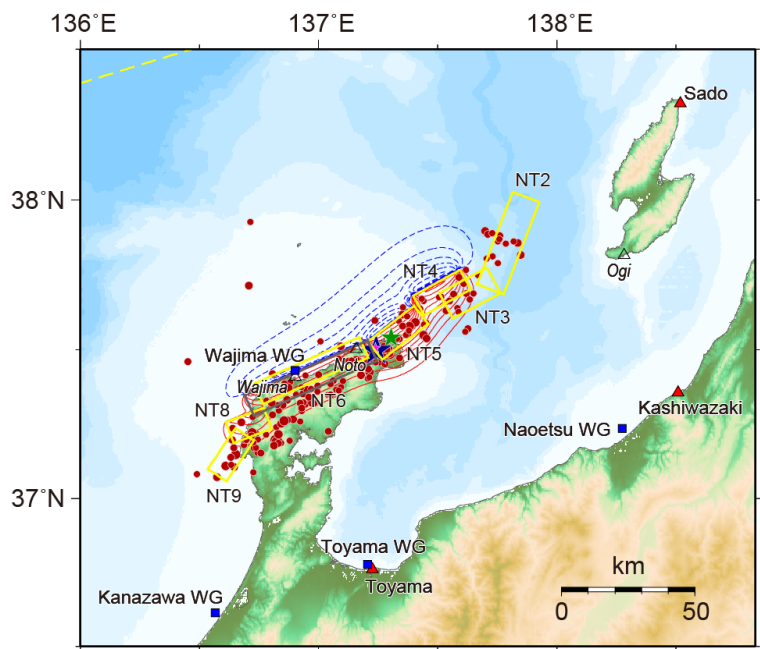 136˚E
137˚E
138˚E
Sado
NT2
38˚N
Ogi
NT4
NT3
Wajima WG
Noto
NT5
Wajima
NT6
Kashiwazaki
NT8
Naoetsu WG
37˚N
NT9
Toyama WG
km
Toyama
Kanazawa WG
0
50